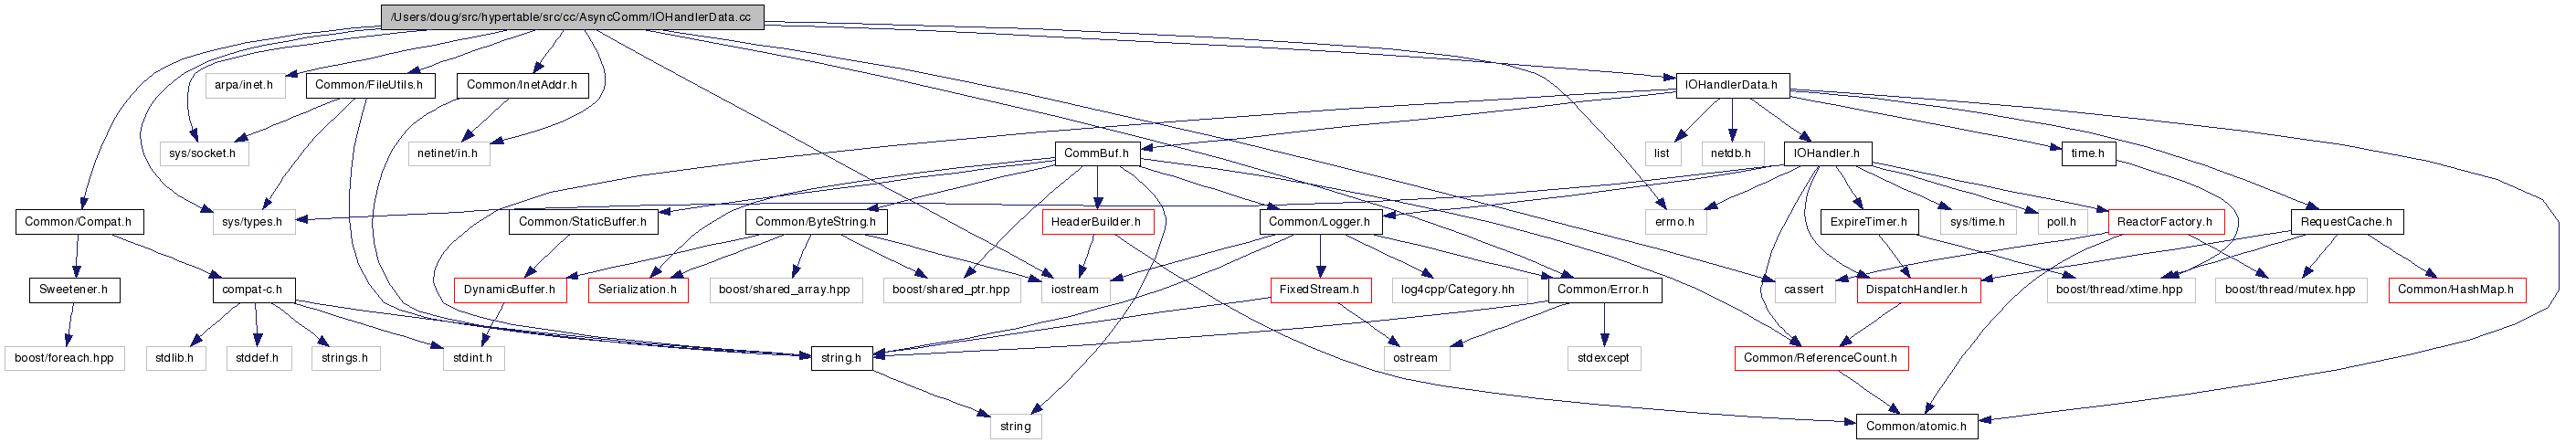 /Users/doug/src/hypertable/src/cc/AsyncComm/IOHandlerData.cc
arpa/inet.h
Common/FileUtils.h
Common/InetAddr.h
IOHandlerData.h
sys/socket.h
netinet/in.h
CommBuf.h
list
netdb.h
IOHandler.h
time.h
Common/Compat.h
sys/types.h
Common/StaticBuffer.h
Common/ByteString.h
HeaderBuilder.h
Common/Logger.h
errno.h
ExpireTimer.h
sys/time.h
poll.h
ReactorFactory.h
RequestCache.h
Sweetener.h
compat-c.h
DynamicBuffer.h
Serialization.h
boost/shared_array.hpp
boost/shared_ptr.hpp
iostream
FixedStream.h
log4cpp/Category.hh
Common/Error.h
cassert
DispatchHandler.h
boost/thread/xtime.hpp
boost/thread/mutex.hpp
Common/HashMap.h
boost/foreach.hpp
stdlib.h
stddef.h
strings.h
stdint.h
string.h
ostream
stdexcept
Common/ReferenceCount.h
string
Common/atomic.h